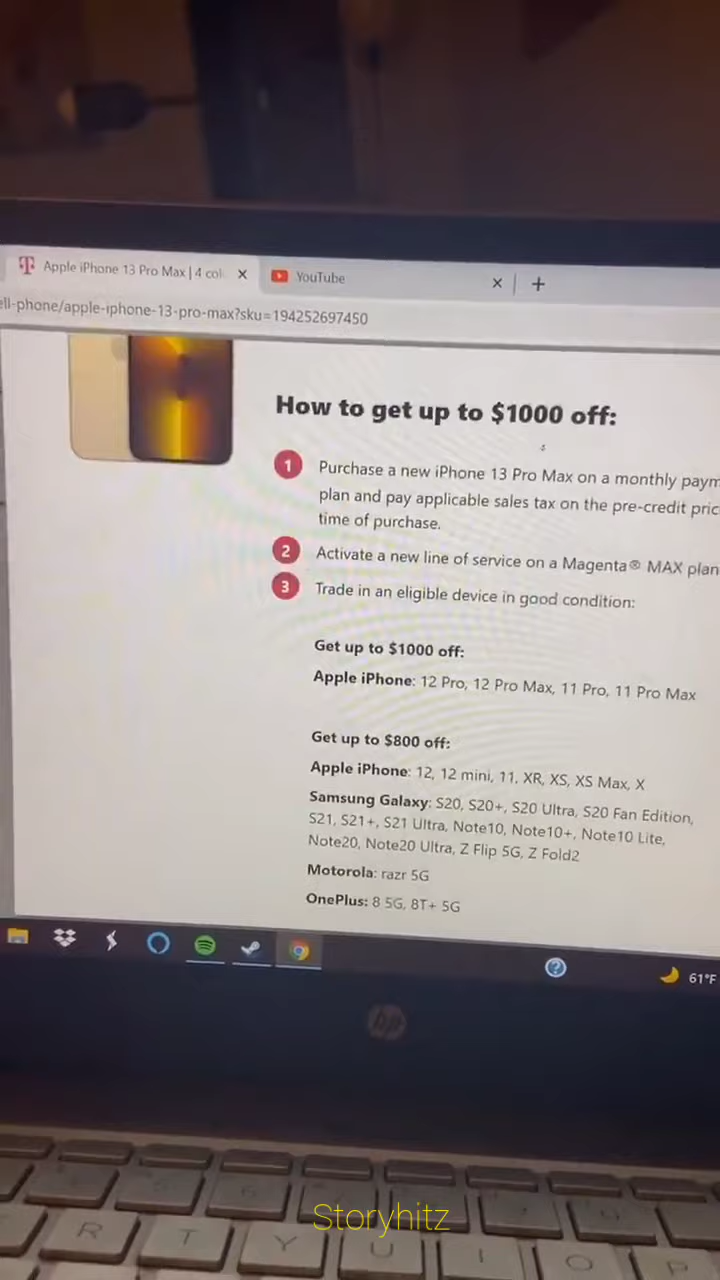 Apple iPhone 13 Pro Max | 4 col
YouTube
ell-phone/apple-iphone-13-pro-max?sku=194252697450
How to get up to $1000 off:
1 Purchase a new iPhone 13 Pro Max on a monthly paym
plan and pay applicable sales tax on the pre-credit pric
time of purchase.
2 Activate a new line of service on a Magenta® MAX plan
3 Trade in an eligible device in good condition:
Get up to $1000 off:
Apple iPhone: 12 Pro, 12 Pro Max, 11 Pro, 11 Pro Max
Get up to $800 off:
Apple iPhone: 12, 12 mini, 11, XR, XS, XS Max, X
Samsung Galaxy: S20, S20+, S20 Ultra, S20 Fan Edition,
S21, S21+, S21 Ultra, Note10, Note10+, Note10 Lite,
Note20, Note20 Ultra, Z Flip 5G, Z Fold2
Motorola: razr 5G
OnePlus: 8 5G, 8T+ 5G
61°F
hp
Storyhitz
R T Y U I O P